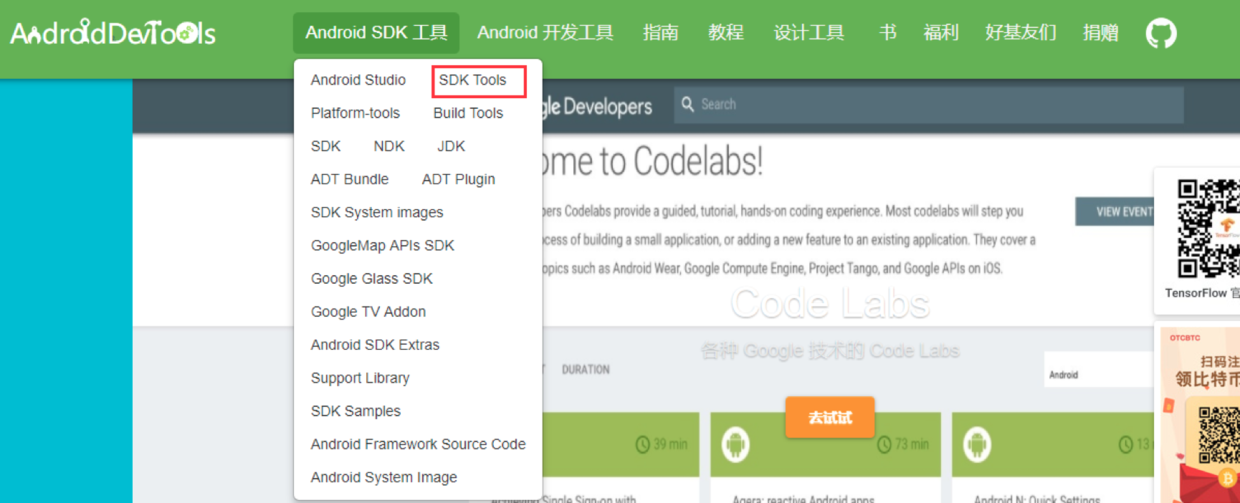 AndroidDevTools
Android SDK 工具 Android 开发工具 指南 教程 设计工具 书 福利 好基友们 捐赠
Android Studio SDK Tools
Platform-tools Build Tools
SDK NDK JDK
ADT Bundle ADT Plugin
SDK System images
GoogleMap APIs SDK
Google Glass SDK
Google TV Addon
Android SDK Extras
Support Library
SDK Samples
Android Framework Source Code
Android System Image
gle Developers Search
ome to Codelabs!
pers Codelabs provide a guided, tutorial, hands-on coding experience. Most codelabs will step you
ocess of building a small application, or adding a new feature to an existing application. They cover a
opics such as Android Wear, Google Compute Engine, Project Tango, and Google APIs on iOS.
VIEW EVENT
Code Labs
各种 Google 技术的 Code Labs
DURATION
Android
去试试
39 min 73 min 13
Single Sign-on with Agera: reactive Android apps Android N: Quick Settings
TensorFlow
TensorFlow 官
OTCBTC
扫码注
领比特币